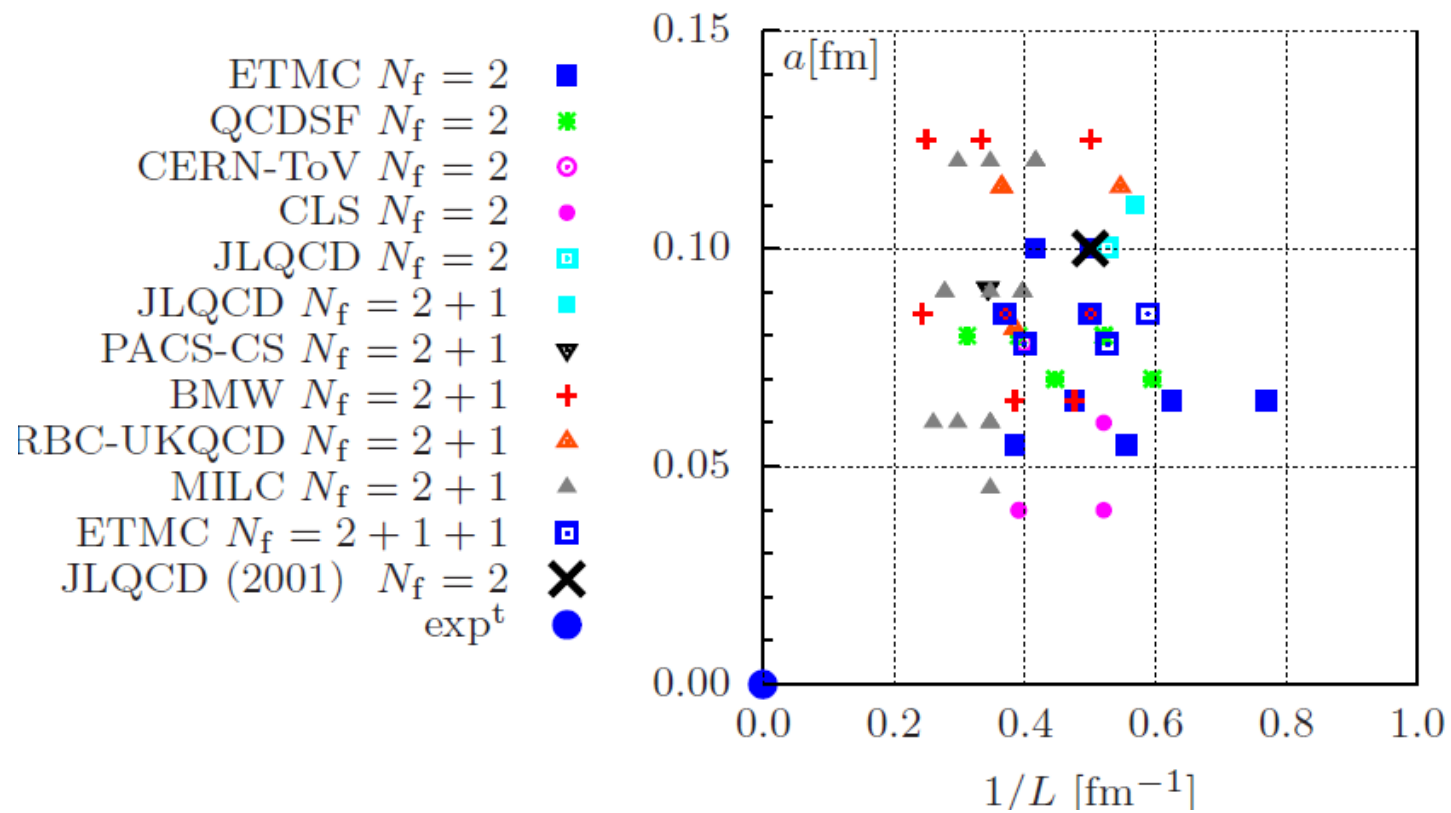 ETMC N_f = 2
QCDSF N_f = 2
CERN-ToV N_f = 2
CLS N_f = 2
JLQCD N_f = 2
JLQCD N_f = 2 + 1
PACS-CS N_f = 2 + 1
BMW N_f = 2 + 1
RBC-UKQCD N_f = 2 + 1
MILC N_f = 2 + 1
ETMC N_f = 2 + 1 + 1
JLQCD (2001) N_f = 2
exp^t
0.15
a[fm]
0.10
0.05
0.00
0.0 0.2 0.4 0.6 0.8 1.0
1/L [fm⁻¹]